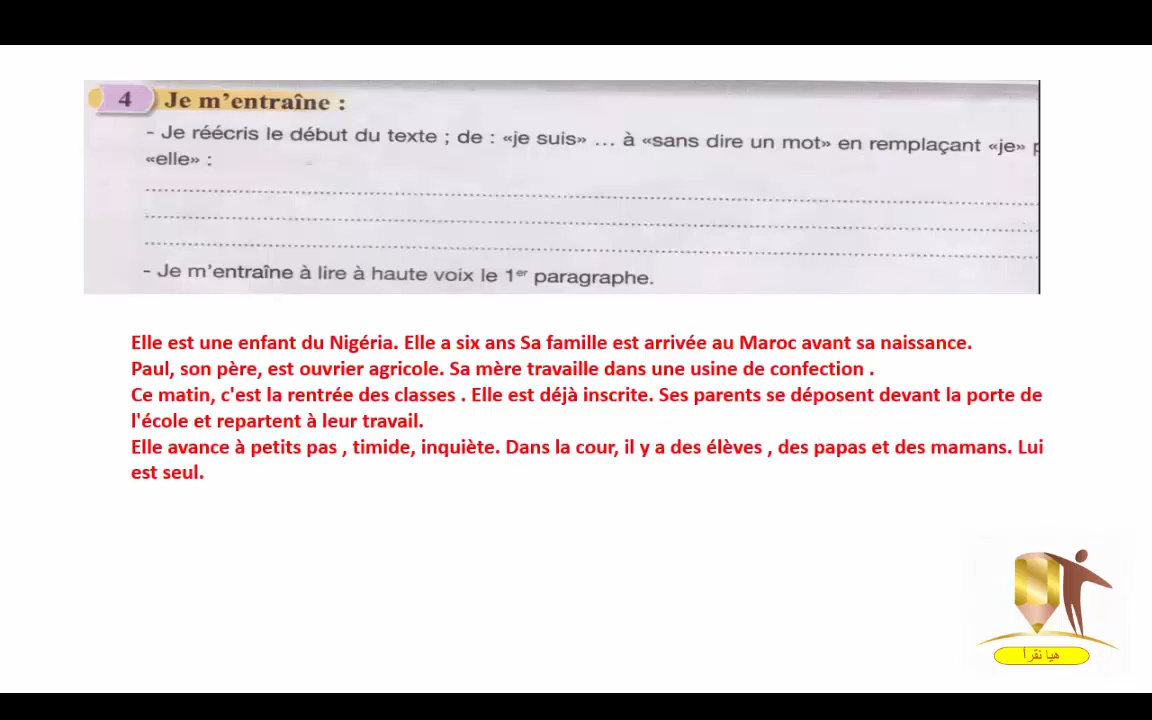 4 Je m'entraîne :
- Je réécris le début du texte ; de : «je suis» ... à «sans dire un mot» en remplaçant «je»
«elle» :
- Je m'entraîne à lire à haute voix le 1er paragraphe.
Elle est une enfant du Nigéria. Elle a six ans Sa famille est arrivée au Maroc avant sa naissance.
Paul, son père, est ouvrier agricole. Sa mère travaille dans une usine de confection .
Ce matin, c'est la rentrée des classes . Elle est déjà inscrite. Ses parents se déposent devant la porte de
l'école et repartent à leur travail.
Elle avance à petits pas , timide, inquiète. Dans la cour, il y a des élèves , des papas et des mamans. Lui
est seul.
هيا نقرأ